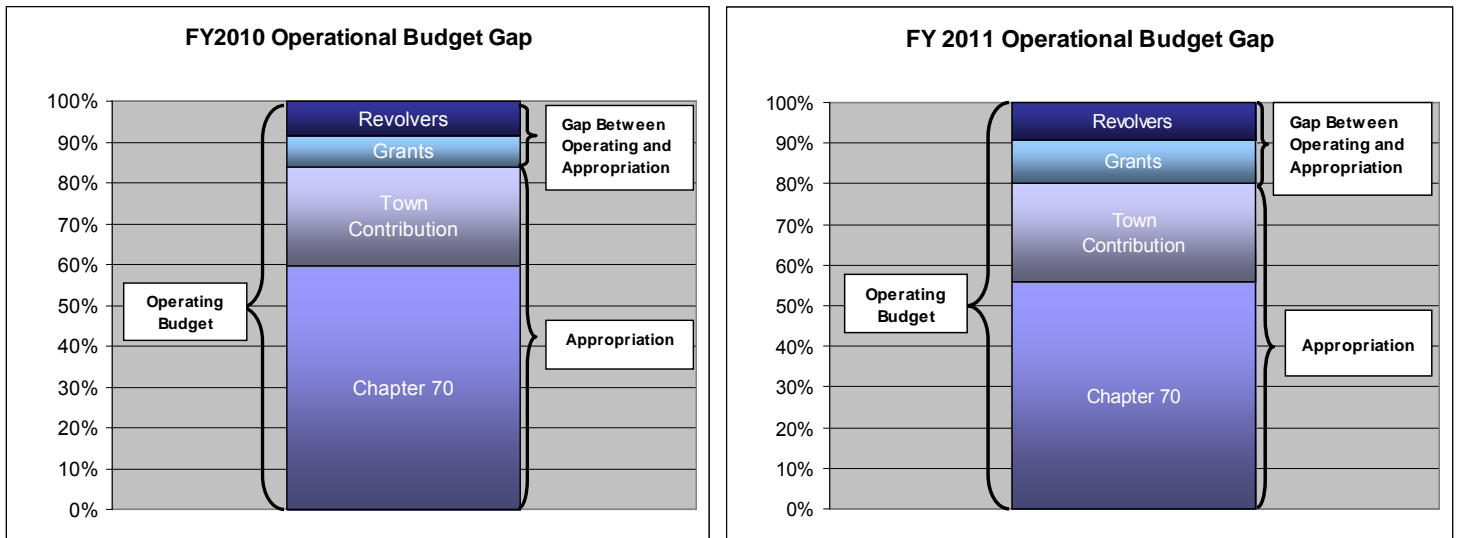 FY2010 Operational Budget Gap
100%
90%
80%
70%
60%
50%
40%
30%
20%
10%
0%
Revolvers
Grants
Town
Contribution
Chapter 70
Operating
Budget
Gap Between
Operating and
Appropriation
Appropriation
FY 2011 Operational Budget Gap
100%
90%
80%
70%
60%
50%
40%
30%
20%
10%
0%
Revolvers
Grants
Town
Contribution
Chapter 70
Operating
Budget
Gap Between
Operating and
Appropriation
Appropriation